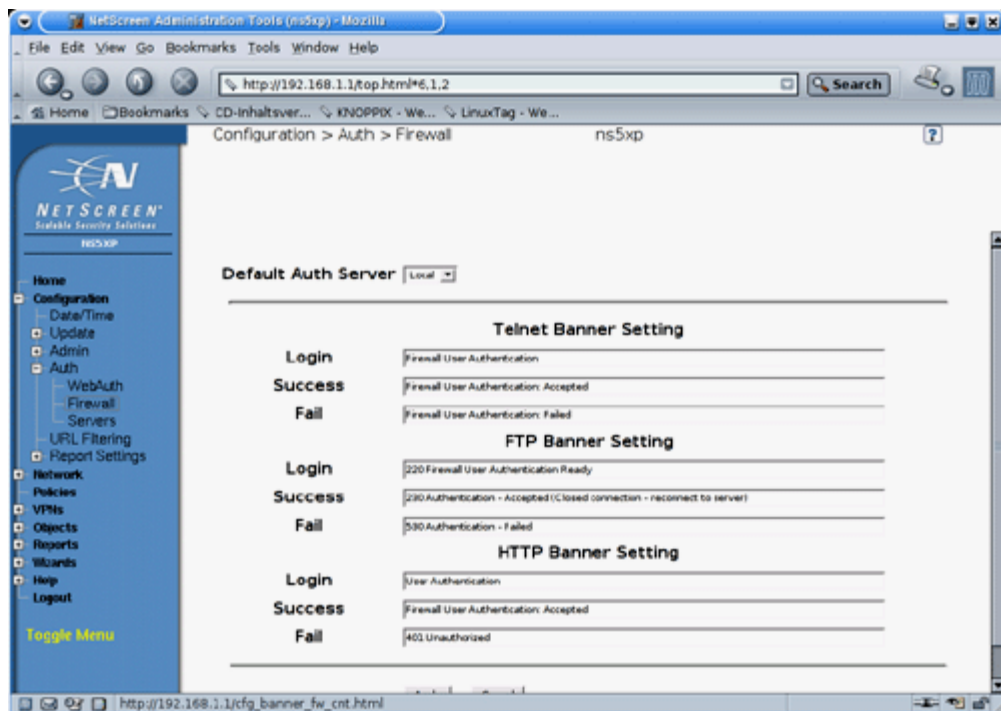 NetScreen Administration Tools (ns5xp) - Mozilla
File Edit View Go Bookmarks Tools Window Help
http://192.168.1.1/top.html#6,1,2
Search
Home Bookmarks CD-Inhaltsver... KNOPPIX - We... LinuxTag - We...
Configuration > Auth > Firewall ns5xp ?
N
NETSCREEN
Scalable Security Solutions
NS5XP
Home
Configuration
Date/Time
Update
Admin
Auth
WebAuth
Firewall
Servers
URL Filtering
Report Settings
Network
Policies
VPNs
Objects
Reports
Wizards
Help
Logout
Toggle Menu
Default Auth Server Local
Telnet Banner Setting
Login Firewall User Authentication
Success Firewall User Authentication: Accepted
Fail Firewall User Authentication: Failed
FTP Banner Setting
Login 220 Firewall User Authentication Ready
Success 230 Authentication - Accepted (Closed connection - reconnect to server)
Fail 530 Authentication - Failed
HTTP Banner Setting
Login User Authentication
Success Firewall User Authentication: Accepted
Fail 401 Unauthorized
http://192.168.1.1/cfg_banner_fw_cnt.html